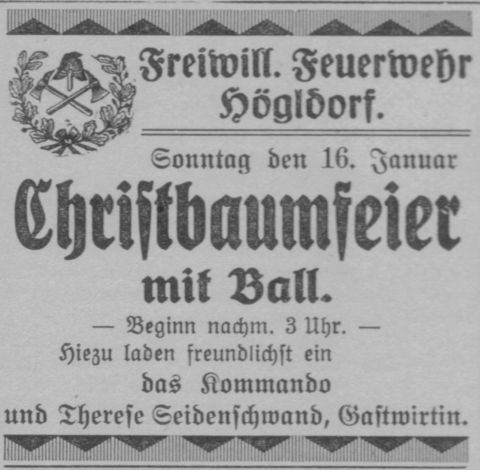 Freiwill. Feuerwehr
Högldorf.
Sonntag den 16. Januar
Christbaumfeier
mit Ball.
— Beginn nachm. 3 Uhr. —
Hiezu laden freundlichst ein
das Kommando
und Therese Seidenschwand, Gastwirtin.